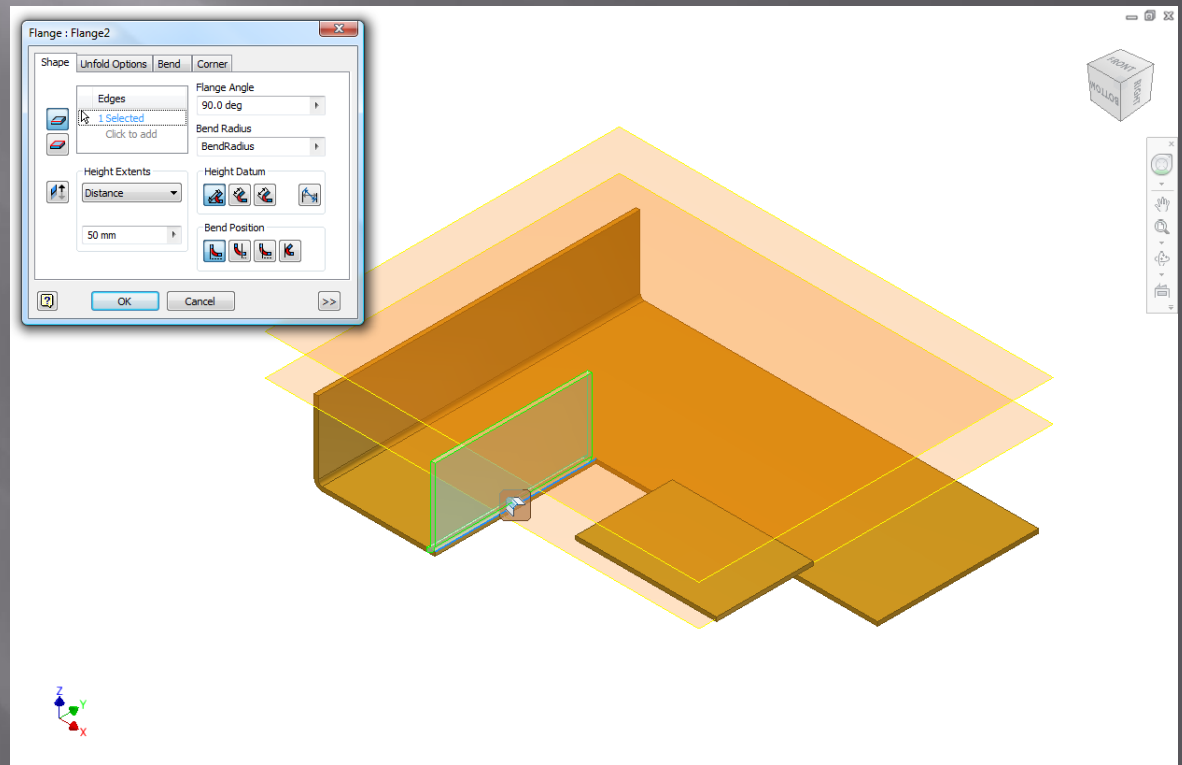 Flange : Flange2
Shape
Unfold Options
Bend
Corner
Edges
1 Selected
Click to add
Flange Angle
90.0 deg
Bend Radius
BendRadius
Height Extents
Distance
50 mm
Height Datum
Bend Position
OK
Cancel
>>
FRONT
BOTTOM
RIGHT
Z
Y
X